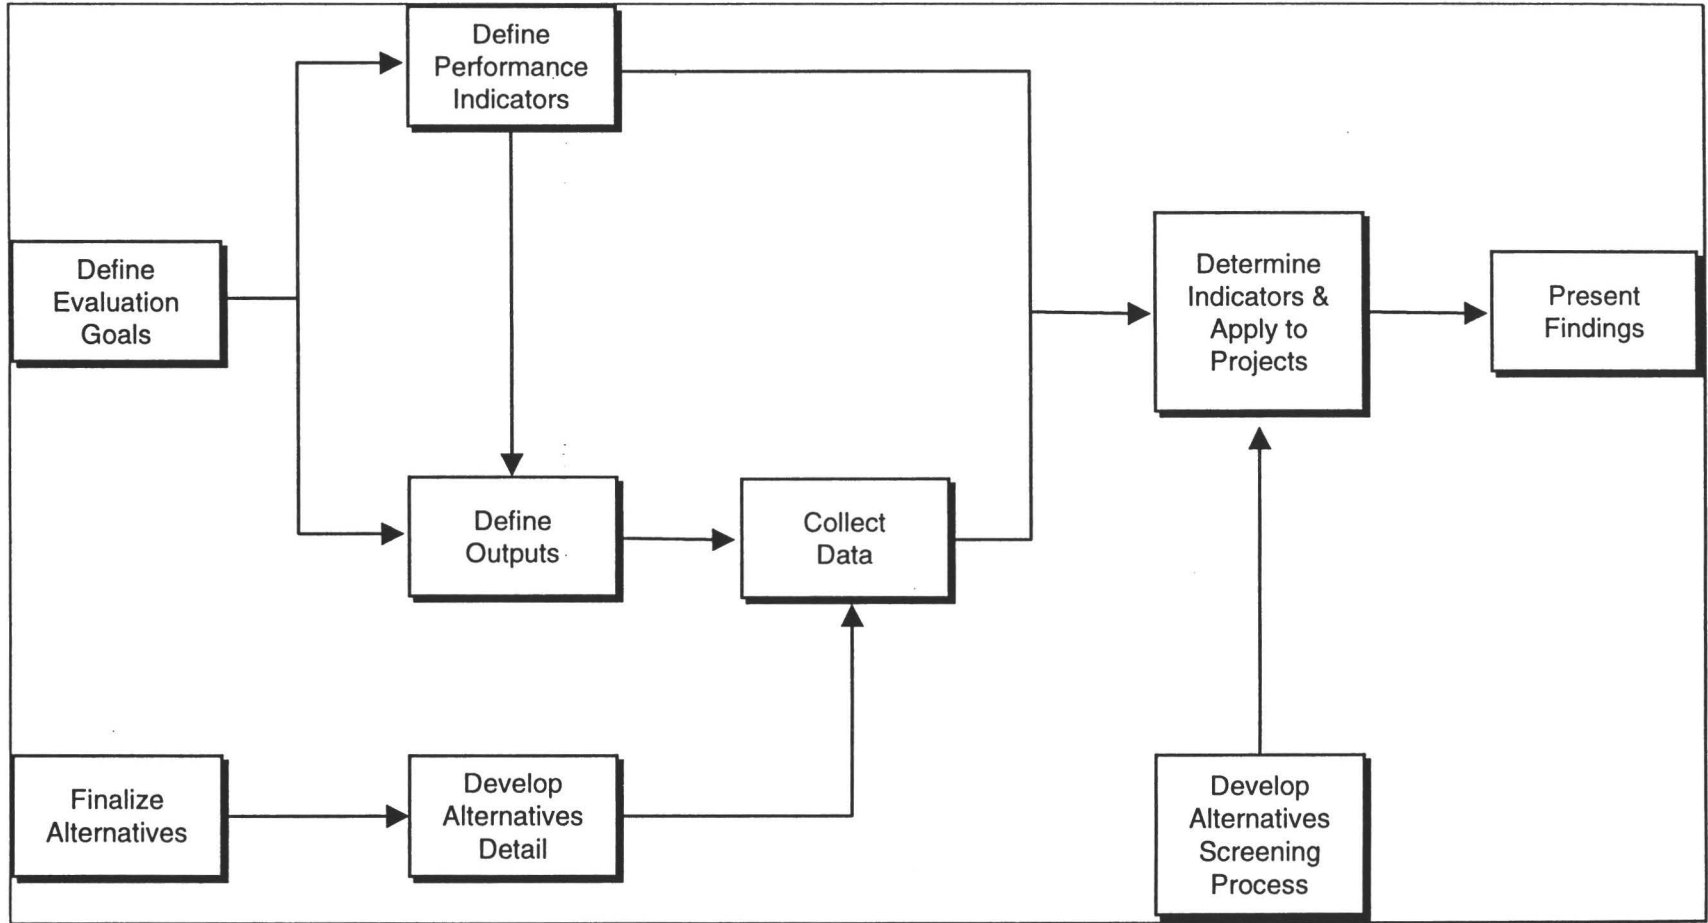 Define
Performance
Indicators
Define
Evaluation
Goals
Determine
Indicators &
Apply to
Projects
Present
Findings
Define
Outputs
Collect
Data
Finalize
Alternatives
Develop
Alternatives
Detail
Develop
Alternatives
Screening
Process